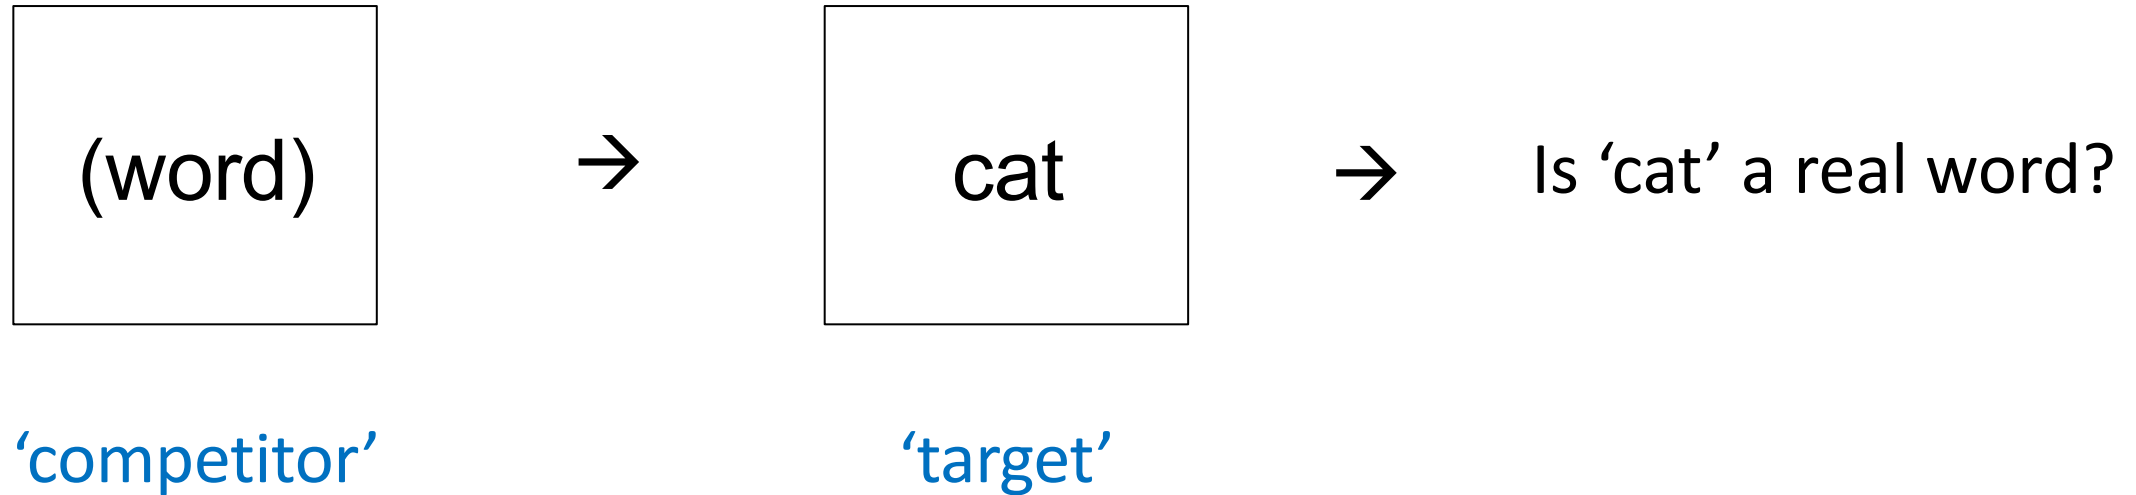 (word) → cat → Is ‘cat’ a real word?
‘competitor’ ‘target’